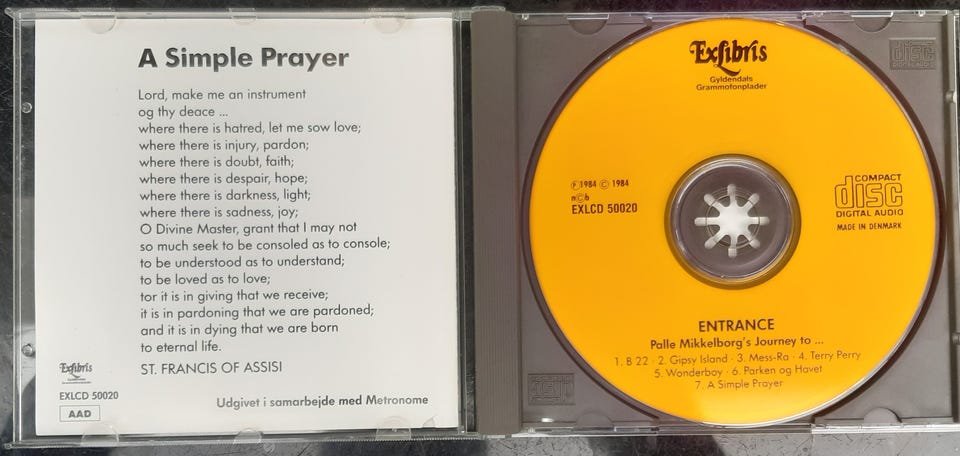 A Simple Prayer
Lord, make me an instrument
og thy deace ...
where there is hatred, let me sow love;
where there is injury, pardon;
where there is doubt, faith;
where there is despair, hope;
where there is darkness, light;
where there is sadness, joy;
O Divine Master, grant that I may not
so much seek to be consoled as to console;
to be understood as to understand;
to be loved as to love;
tor it is in giving that we receive;
it is in pardoning that we are pardoned;
and it is in dying that we are born
to eternal life.
ST. FRANCIS OF ASSISI
ExLibris
EXLCD 50020
AAD
Udgivet i samarbejde med Metronome
ExLibris
Gyldendals
Grammofonplader
Ⓟ1984 © 1984
n©b
EXLCD 50020
COMPACT
disc
DIGITAL AUDIO
MADE IN DENMARK
ENTRANCE
Palle Mikkelborg's Journey to ...
1. B 22 · 2. Gipsy Island · 3. Mess-Ra · 4. Terry Perry
5. Wonderboy · 6. Parken og Havet
7. A Simple Prayer
COMPACT
disc
DIGITAL AUDIO